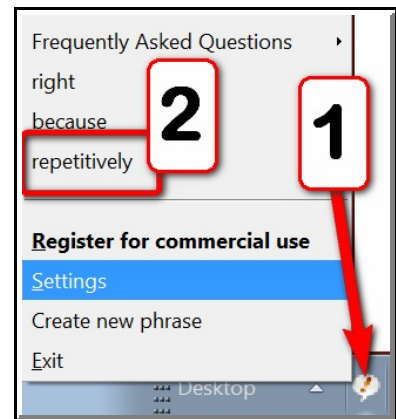 Frequently Asked Questions
right
because
repetitively
2
1
Register for commercial use
Settings
Create new phrase
Exit
Desktop